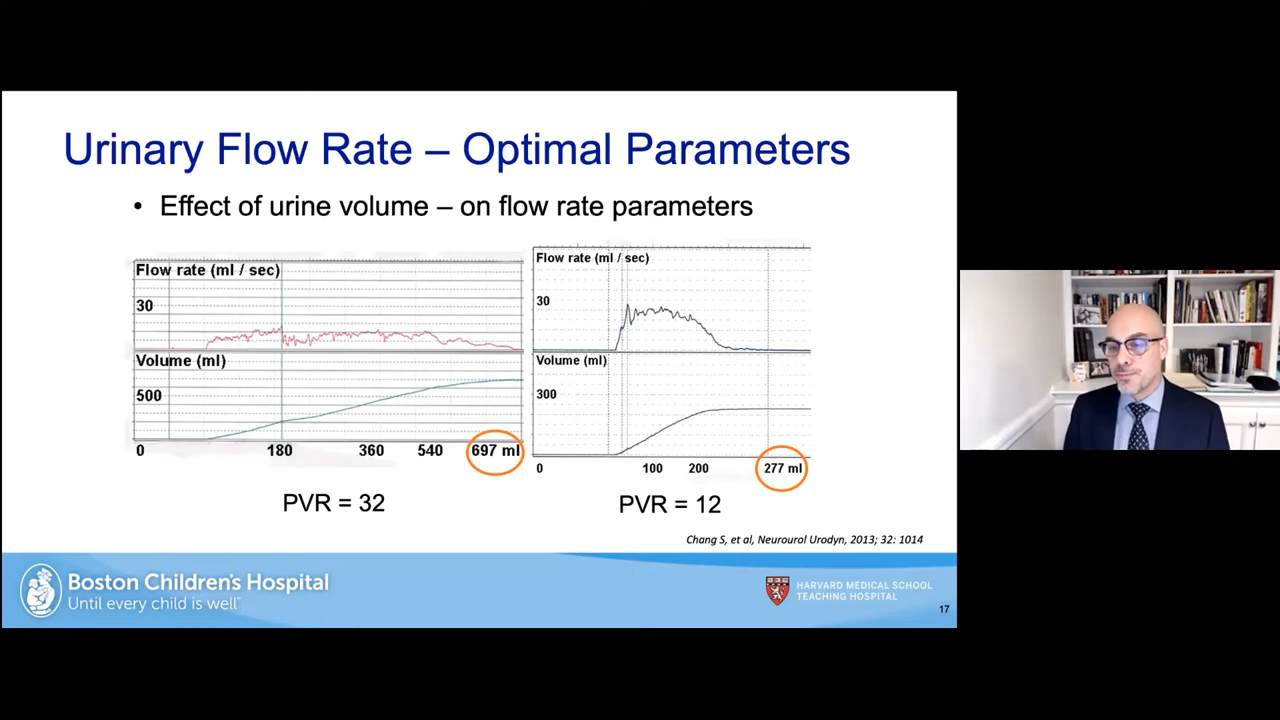 Urinary Flow Rate – Optimal Parameters
• Effect of urine volume – on flow rate parameters
Flow rate (ml / sec)
30
Volume (ml)
500
0 180 360 540 697 ml
PVR = 32
Flow rate (ml / sec)
30
Volume (ml)
300
0 100 200 277 ml
PVR = 12
Chang S, et al, Neurourol Urodyn, 2013; 32: 1014
Boston Children's Hospital
Until every child is well™
HARVARD MEDICAL SCHOOL
TEACHING HOSPITAL
17